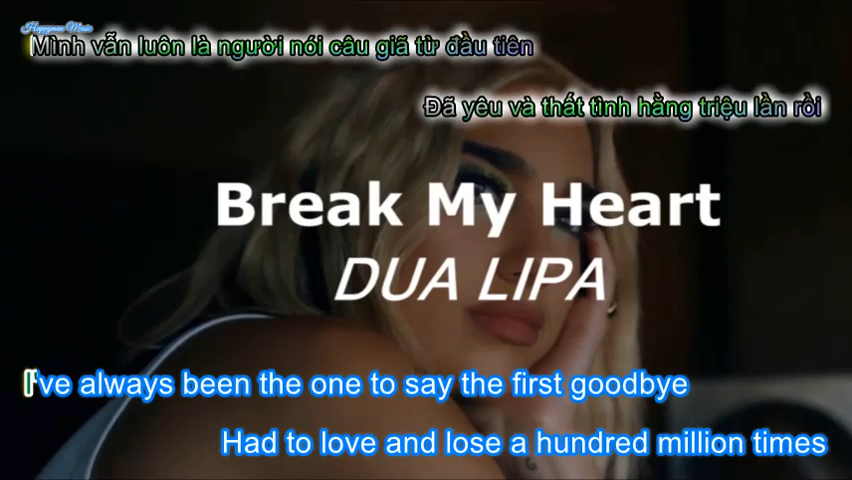 Happyman Music
Mình vẫn luôn là người nói câu giã từ đầu tiên
Đã yêu và thất tình hằng triệu lần rồi
Break My Heart
DUA LIPA
I've always been the one to say the first goodbye
Had to love and lose a hundred million times